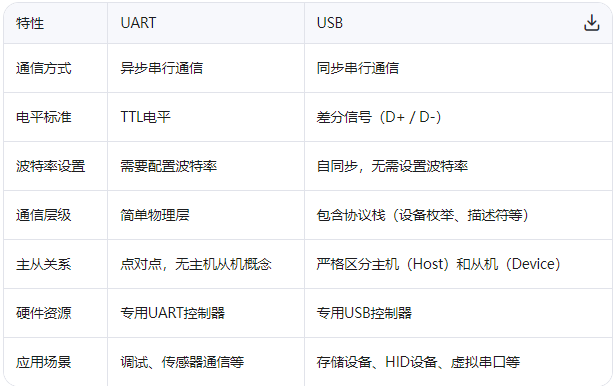 特性 UART USB
通信方式 异步串行通信 同步串行通信
电平标准 TTL电平 差分信号（D+ / D-）
波特率设置 需要配置波特率 自同步，无需设置波特率
通信层级 简单物理层 包含协议栈（设备枚举、描述符等）
主从关系 点对点，无主机从机概念 严格区分主机（Host）和从机（Device）
硬件资源 专用UART控制器 专用USB控制器
应用场景 调试、传感器通信等 存储设备、HID设备、虚拟串口等